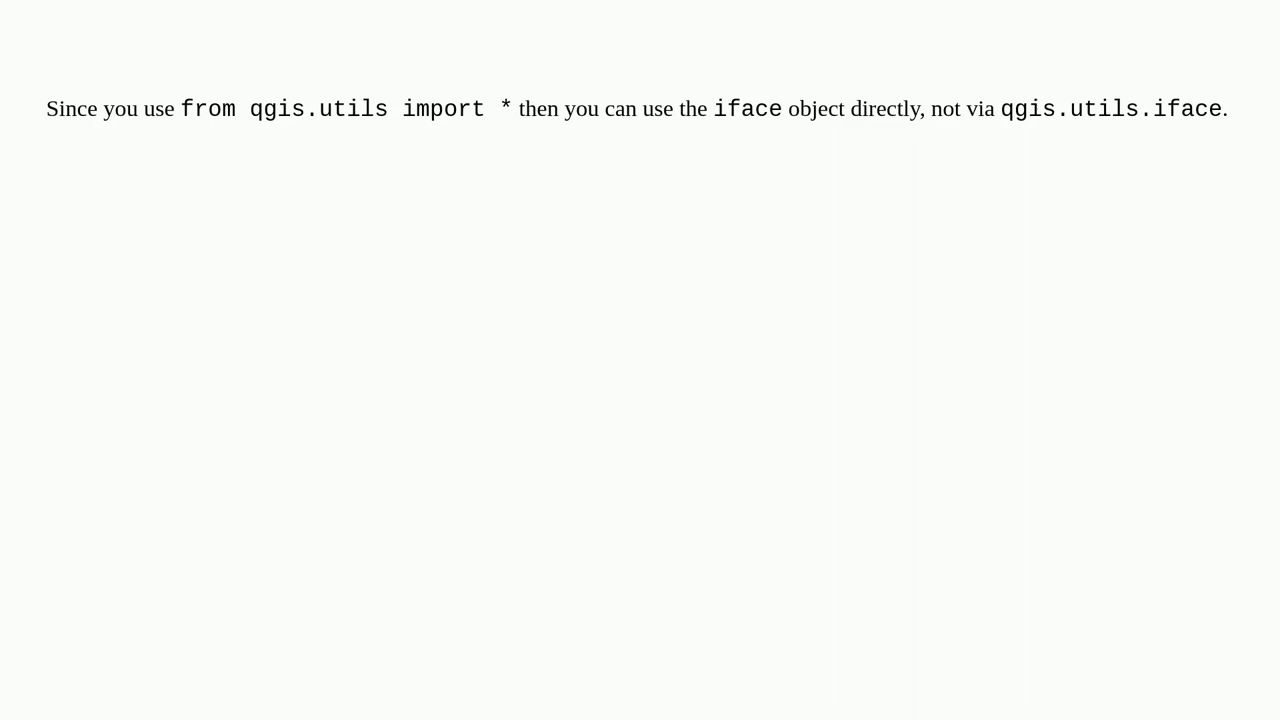 Since you use from qgis.utils import * then you can use the iface object directly, not via qgis.utils.iface.